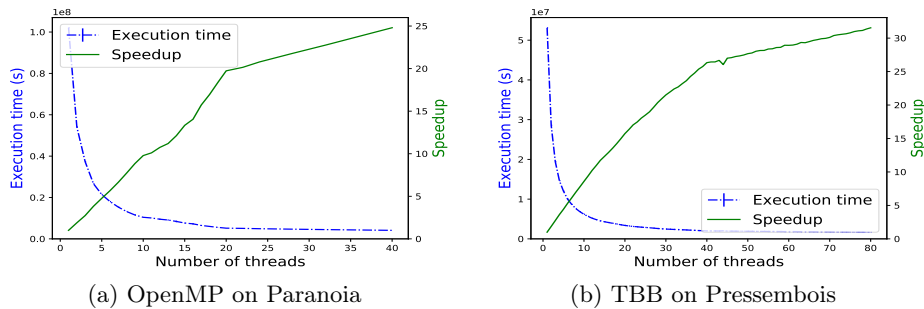 1e8
Execution time
Speedup
1.0
0.8
0.6
0.4
0.2
0.0
Execution time (s)
25
20
15
10
5
0
Speedup
0 5 10 15 20 25 30 35 40
Number of threads
(a) OpenMP on Paranoia
1e7
5
4
3
2
1
0
Execution time (s)
30
25
20
15
10
5
0
Speedup
Execution time
Speedup
0 10 20 30 40 50 60 70 80
Number of threads
(b) TBB on Pressembois